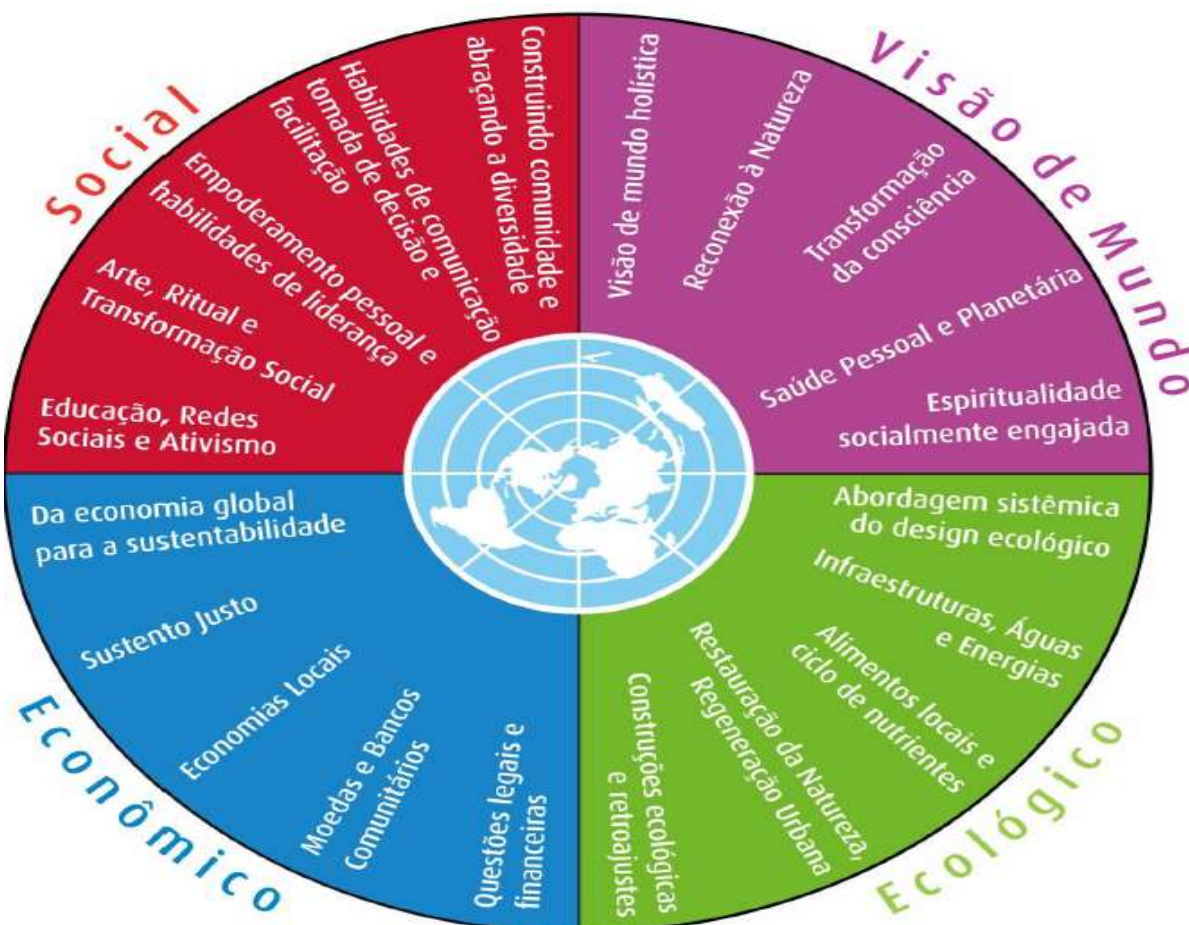 Social
Construindo comunidade e
abraçando a diversidade
Habilidades de comunicação
tomada de decisão e
facilitação
Empoderamento pessoal e
habilidades de liderança
Arte, Ritual e
Transformação Social
Educação, Redes
Sociais e Ativismo
Visão de Mundo
Visão de mundo holística
Reconexão à Natureza
Transformação
da consciência
Saúde Pessoal e Planetária
Espiritualidade
socialmente engajada
Econômico
Da economia global
para a sustentabilidade
Sustento Justo
Economias Locais
Moedas e Bancos
Comunitários
Questões legais e
financeiras
Ecológico
Abordagem sistêmica
do design ecológico
Infraestruturas, Águas
e Energias
Alimentos locais e
ciclo de nutrientes
Restauração da Natureza,
Regeneração Urbana
Construções ecológicas
e retroajustes